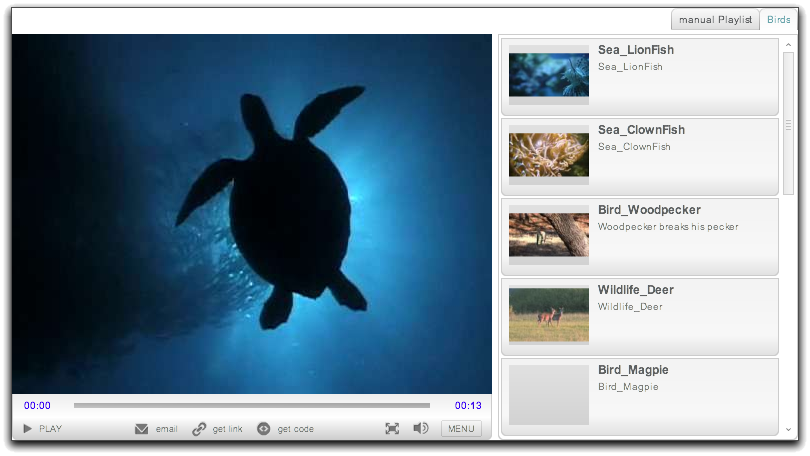 manual Playlist
Birds
Sea_LionFish
Sea_LionFish
Sea_ClownFish
Sea_ClownFish
Bird_Woodpecker
Woodpecker breaks his pecker
Wildlife_Deer
Wildlife_Deer
Bird_Magpie
Bird_Magpie
00:00
00:13
PLAY
email
get link
get code
MENU